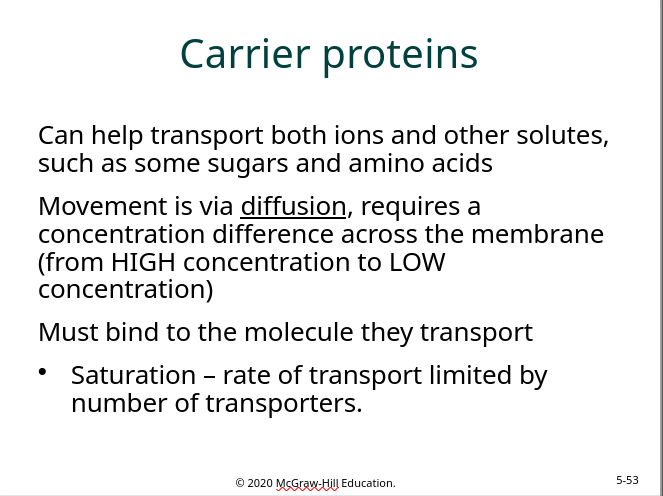 Carrier proteins
Can help transport both ions and other solutes,
such as some sugars and amino acids
Movement is via diffusion, requires a
concentration difference across the membrane
(from HIGH concentration to LOW
concentration)
Must bind to the molecule they transport
• Saturation – rate of transport limited by
number of transporters.
© 2020 McGraw-Hill Education.
5-53